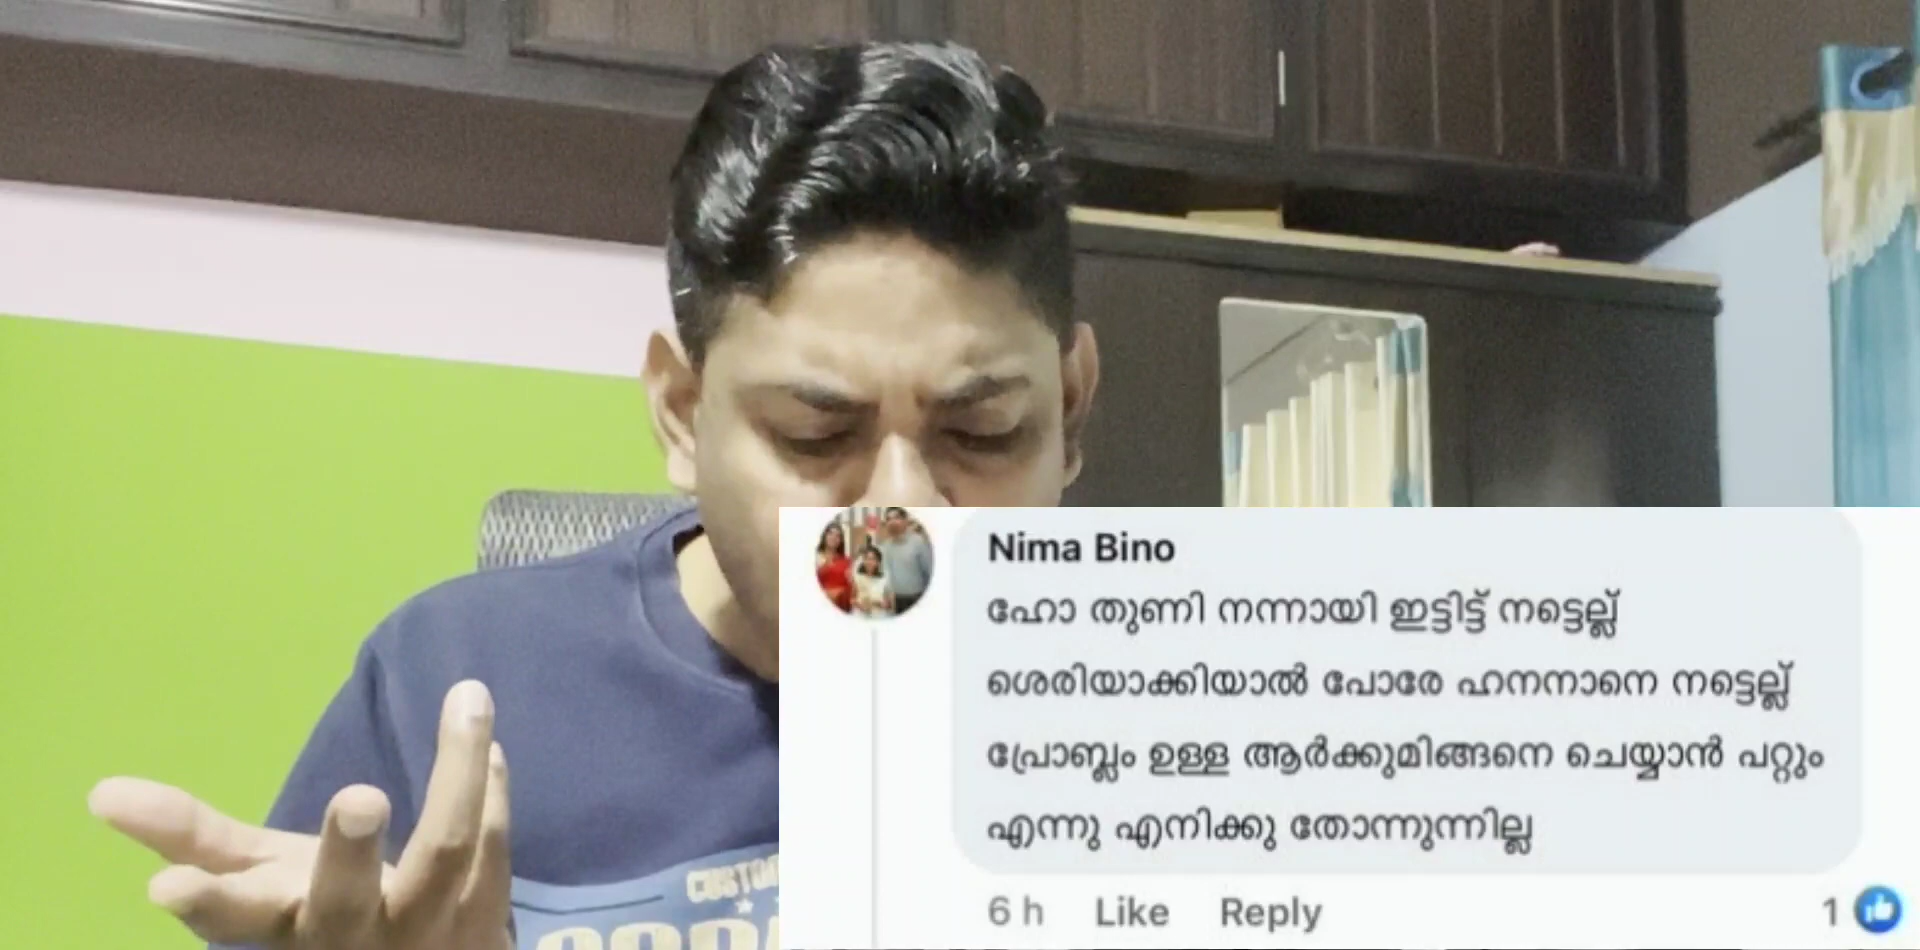 Nima Bino
ഹോ തുണി നന്നായി ഇട്ടിട്ട് നട്ടെല്ല്
ശെരിയാക്കിയാൽ പോരേ ഹനനാനെ നട്ടെല്ല്
പ്രോബ്ലം ഉള്ള ആർക്കുമിങ്ങനെ ചെയ്യാൻ പറ്റും
എന്നു എനിക്കു തോന്നുന്നില്ല
6 h Like Reply 1